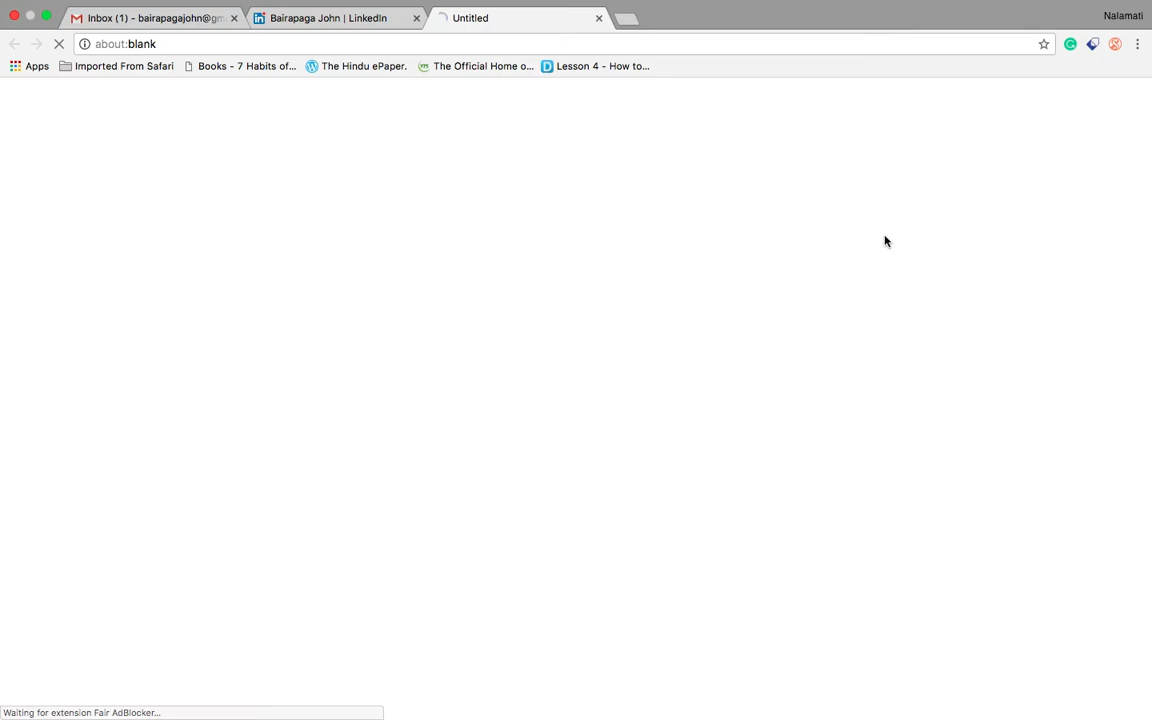 Inbox (1) - bairapagajohn@gm
Bairapaga John | LinkedIn
Untitled
Nalamati
about:blank
Apps
Imported From Safari
Books - 7 Habits of...
The Hindu ePaper.
The Official Home o...
Lesson 4 - How to...
Waiting for extension Fair AdBlocker...